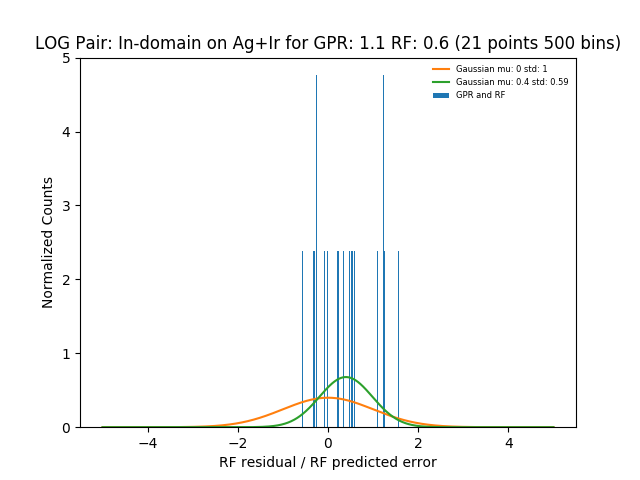 LOG Pair: In-domain on Ag+Ir for GPR: 1.1 RF: 0.6 (21 points 500 bins)
Gaussian mu: 0 std: 1
Gaussian mu: 0.4 std: 0.59
GPR and RF
Normalized Counts
5
4
3
2
1
0
−4 −2 0 2 4
RF residual / RF predicted error